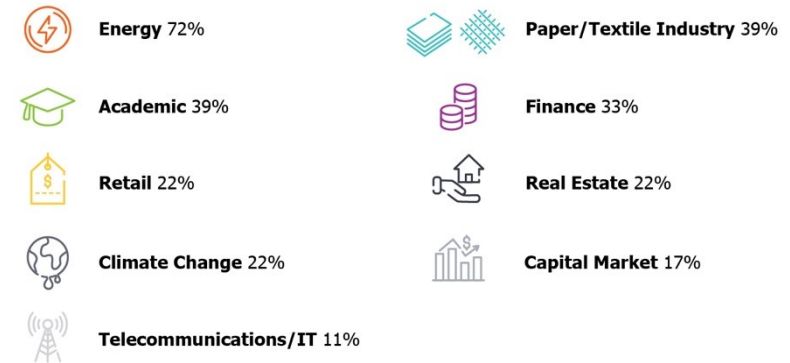 Energy 72%
Paper/Textile Industry 39%
Academic 39%
Finance 33%
Retail 22%
Real Estate 22%
Climate Change 22%
Capital Market 17%
Telecommunications/IT 11%